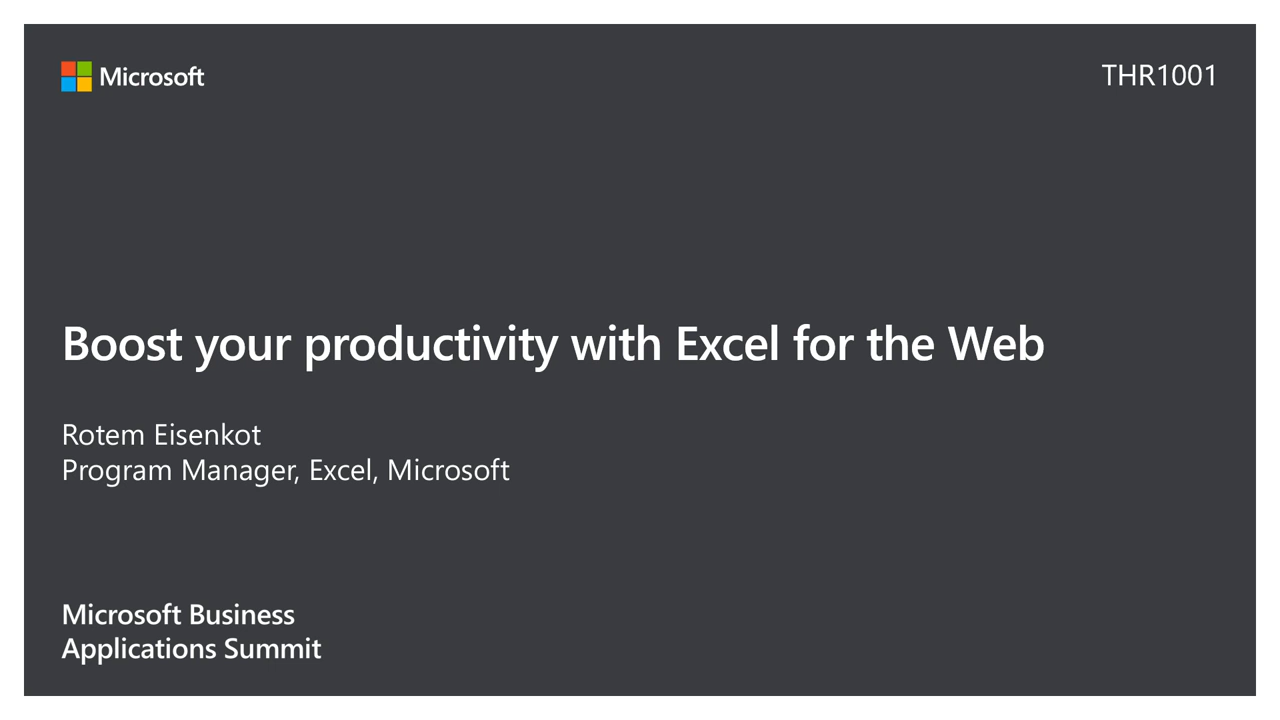 Microsoft
THR1001
Boost your productivity with Excel for the Web
Rotem Eisenkot
Program Manager, Excel, Microsoft
Microsoft Business
Applications Summit